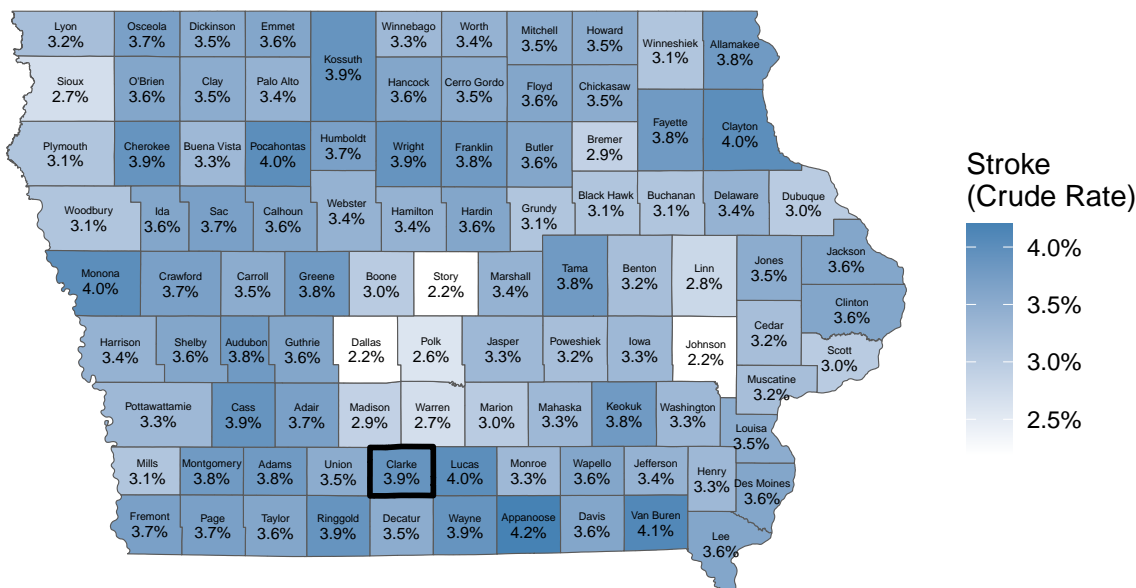 Lyon
3.2%
Osceola
3.7%
Dickinson
3.5%
Emmet
3.6%
Kossuth
3.9%
Winnebago
3.3%
Worth
3.4%
Mitchell
3.5%
Howard
3.5%
Winneshiek
3.1%
Allamakee
3.8%
Sioux
2.7%
O'Brien
3.6%
Clay
3.5%
Palo Alto
3.4%
Hancock
3.6%
Cerro Gordo
3.5%
Floyd
3.6%
Chickasaw
3.5%
Fayette
3.8%
Clayton
4.0%
Plymouth
3.1%
Cherokee
3.9%
Buena Vista
3.3%
Pocahontas
4.0%
Humboldt
3.7%
Wright
3.9%
Franklin
3.8%
Butler
3.6%
Bremer
2.9%
Woodbury
3.1%
Ida
3.6%
Sac
3.7%
Calhoun
3.6%
Webster
3.4%
Hamilton
3.4%
Hardin
3.6%
Grundy
3.1%
Black Hawk
3.1%
Buchanan
3.1%
Delaware
3.4%
Dubuque
3.0%
Monona
4.0%
Crawford
3.7%
Carroll
3.5%
Greene
3.8%
Boone
3.0%
Story
2.2%
Marshall
3.4%
Tama
3.8%
Benton
3.2%
Linn
2.8%
Jones
3.5%
Jackson
3.6%
Clinton
3.6%
Harrison
3.4%
Shelby
3.6%
Audubon
3.8%
Guthrie
3.6%
Dallas
2.2%
Polk
2.6%
Jasper
3.3%
Poweshiek
3.2%
Iowa
3.3%
Johnson
2.2%
Cedar
3.2%
Scott
3.0%
Muscatine
3.2%
Pottawattamie
3.3%
Cass
3.9%
Adair
3.7%
Madison
2.9%
Warren
2.7%
Marion
3.0%
Mahaska
3.3%
Keokuk
3.8%
Washington
3.3%
Louisa
3.5%
Mills
3.1%
Montgomery
3.8%
Adams
3.8%
Union
3.5%
Clarke
3.9%
Lucas
4.0%
Monroe
3.3%
Wapello
3.6%
Jefferson
3.4%
Henry
3.3%
Des Moines
3.6%
Fremont
3.7%
Page
3.7%
Taylor
3.6%
Ringgold
3.9%
Decatur
3.5%
Wayne
3.9%
Appanoose
4.2%
Davis
3.6%
Van Buren
4.1%
Lee
3.6%
Stroke
(Crude Rate)
4.0%
3.5%
3.0%
2.5%